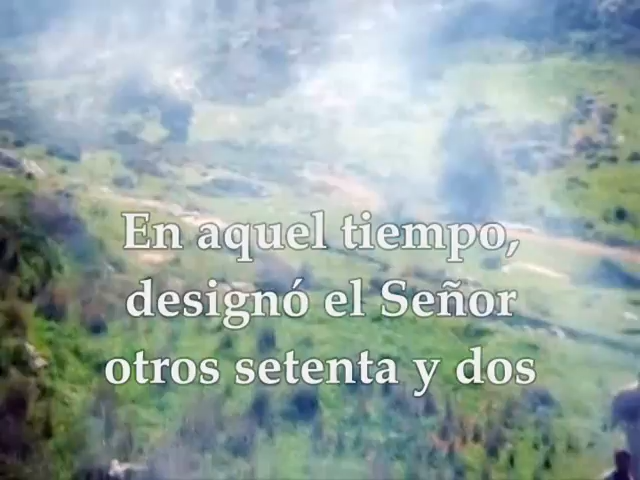 En aquel tiempo,
designó el Señor
otros setenta y dos